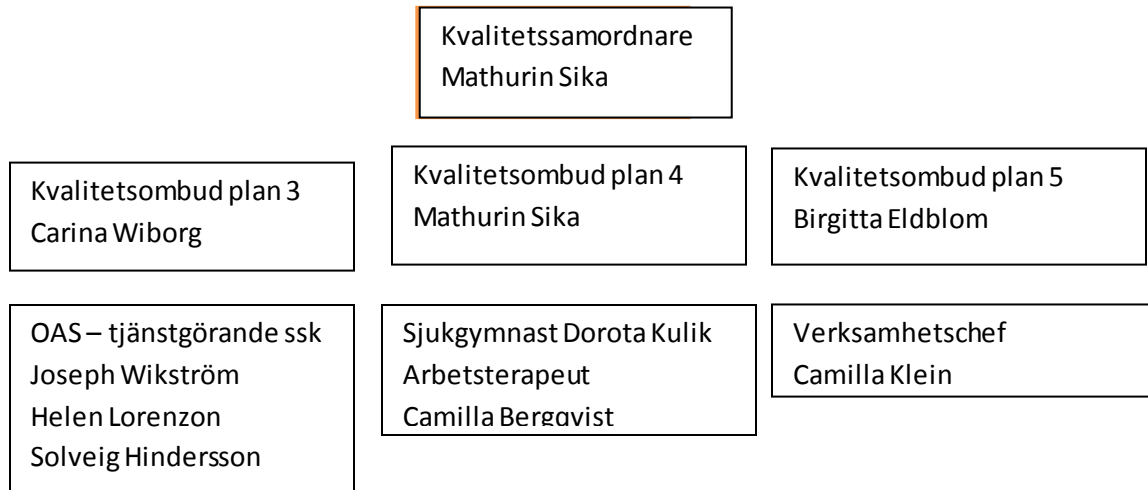 Kvalitetssamordnare
Mathurin Sika
Kvalitetsombud plan 3
Carina Wiborg
Kvalitetsombud plan 4
Mathurin Sika
Kvalitetsombud plan 5
Birgitta Eldblom
OAS – tjänstgörande ssk
Joseph Wikström
Helen Lorenzon
Solveig Hindersson
Sjukgymnast Dorota Kulik
Arbetsterapeut
Camilla Bergqvist
Verksamhetschef
Camilla Klein